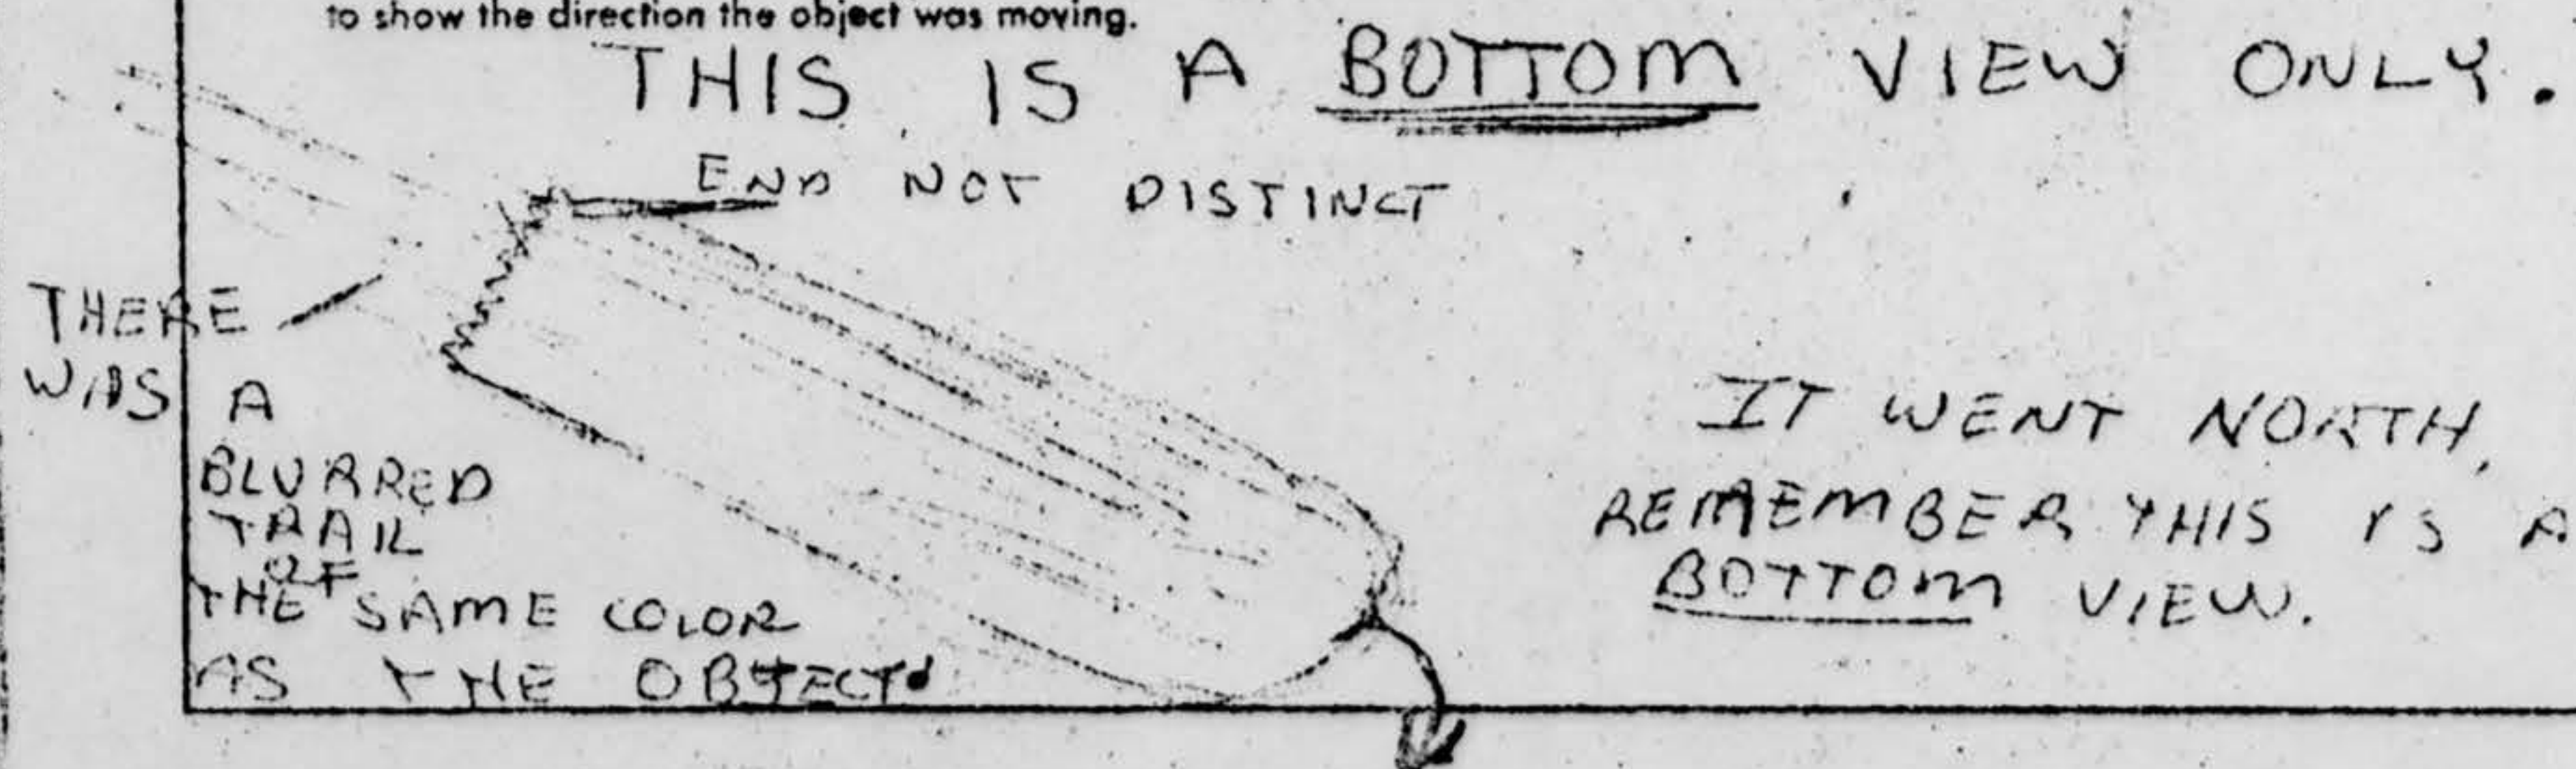 to show the direction the object was moving.
THIS IS A BOTTOM VIEW ONLY.
END NOT DISTINCT
THERE
WAS A
BLURRED
TRAIL
OF
THE SAME COLOR
AS THE OBJECT.
IT WENT NORTH,
REMEMBER THIS IS A
BOTTOM VIEW.